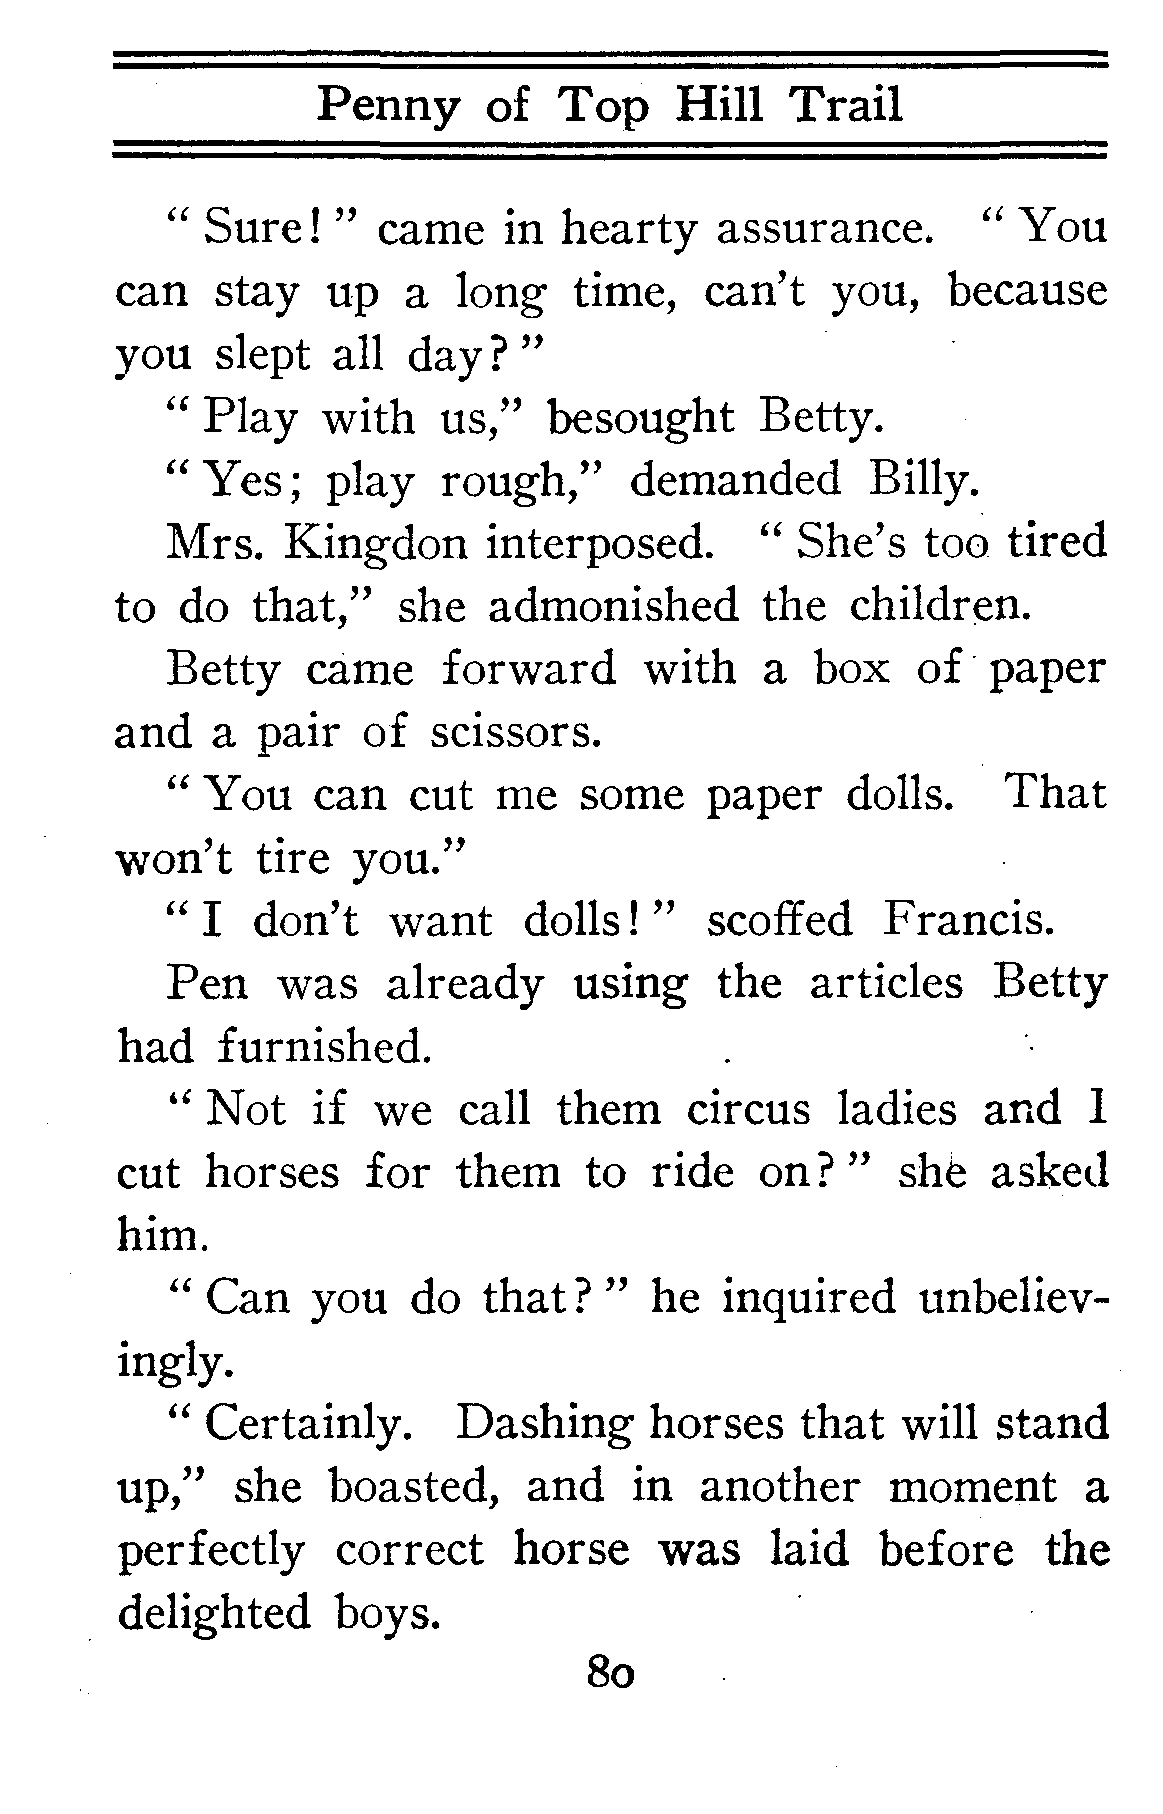 Penny of Top Hill Trail
“ Sure! ” came in hearty assurance. “ You
can stay up a long time, can’t you, because
you slept all day? ”
“ Play with us,” besought Betty.
“ Yes; play rough,” demanded Billy.
Mrs. Kingdon interposed. “ She’s too tired
to do that,” she admonished the children.
Betty came forward with a box of paper
and a pair of scissors.
“ You can cut me some paper dolls. That
won’t tire you.”
“ I don’t want dolls! ” scoffed Francis.
Pen was already using the articles Betty
had furnished.
“ Not if we call them circus ladies and I
cut horses for them to ride on? ” she asked
him.
“ Can you do that? ” he inquired unbeliev-
ingly.
“ Certainly. Dashing horses that will stand
up,” she boasted, and in another moment a
perfectly correct horse was laid before the
delighted boys.
80